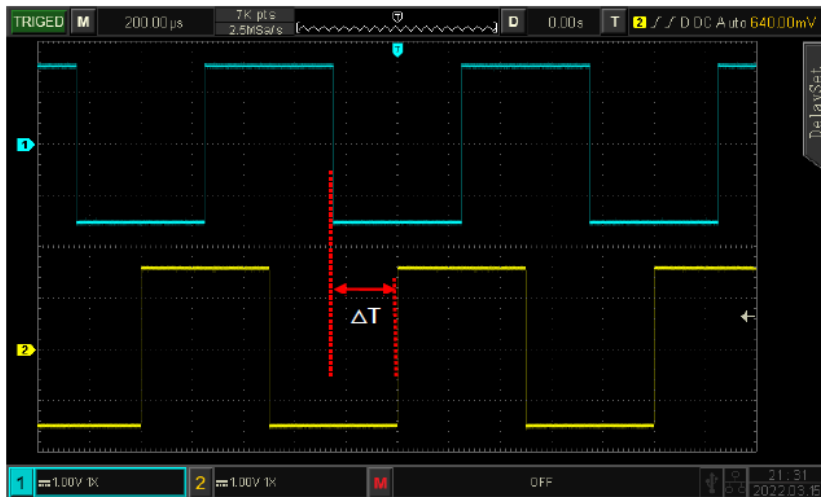 TRIGED M 200.00μs 7K pts D 0.00s T 2 D DC Auto 640.00mV
2.5MSa/s
T
T
DelaySet
1
ΔT
2
1 1.00V 1X 2 1.00V 1X M OFF 21:31
2022.03.15